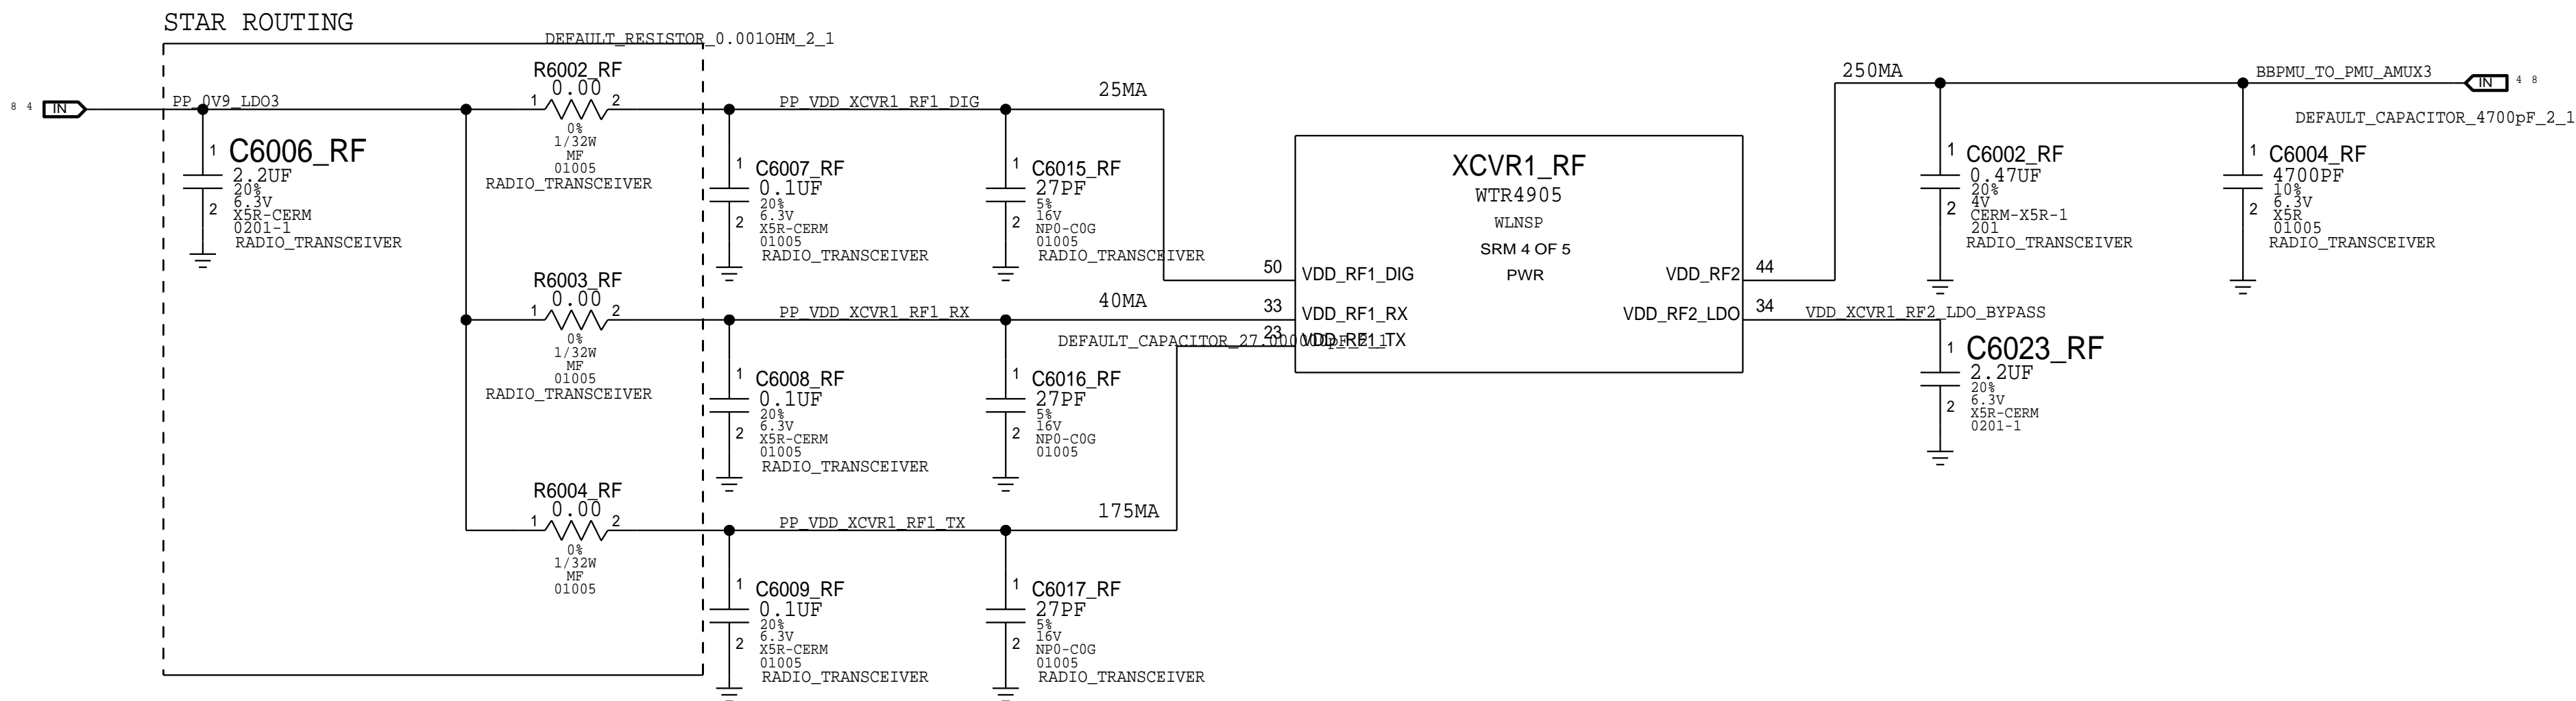 STAR ROUTING
DEFAULT_RESISTOR_0.001OHM_2_1
8 4
IN
PP_0V9_LDO3
1
C6006_RF
2.2UF
20%
6.3V
2
X5R-CERM
0201-1
RADIO_TRANSCEIVER
R6002_RF
0.00
1
2
0%
1/32W
MF
01005
RADIO_TRANSCEIVER
R6003_RF
0.00
1
2
0%
1/32W
MF
01005
RADIO_TRANSCEIVER
R6004_RF
0.00
1
2
0%
1/32W
MF
01005
PP_VDD_XCVR1_RF1_DIG
25MA
1
C6007_RF
0.1UF
20%
6.3V
2
X5R-CERM
01005
RADIO_TRANSCEIVER
1
C6015_RF
27PF
5%
16V
2
NP0-C0G
01005
RADIO_TRANSCEIVER
PP_VDD_XCVR1_RF1_RX
40MA
DEFAULT_CAPACITOR_27.000000pF_2_1
1
C6008_RF
0.1UF
20%
6.3V
2
X5R-CERM
01005
RADIO_TRANSCEIVER
1
C6016_RF
27PF
5%
16V
2
NP0-C0G
01005
PP_VDD_XCVR1_RF1_TX
175MA
1
C6009_RF
0.1UF
20%
6.3V
2
X5R-CERM
01005
RADIO_TRANSCEIVER
1
C6017_RF
27PF
5%
16V
2
NP0-C0G
01005
RADIO_TRANSCEIVER
XCVR1_RF
WTR4905
WLNSP
SRM 4 OF 5
PWR
50
VDD_RF1_DIG
33
VDD_RF1_RX
23
VDD_RF1_TX
VDD_RF2
44
VDD_RF2_LDO
34
250MA
BBPMU_TO_PMU_AMUX3
IN
4 8
DEFAULT_CAPACITOR_4700pF_2_1
1
C6002_RF
0.47UF
20%
4V
2
CERM-X5R-1
201
RADIO_TRANSCEIVER
1
C6004_RF
4700PF
10%
6.3V
2
X5R
01005
RADIO_TRANSCEIVER
VDD_XCVR1_RF2_LDO_BYPASS
1
C6023_RF
2.2UF
20%
6.3V
2
X5R-CERM
0201-1